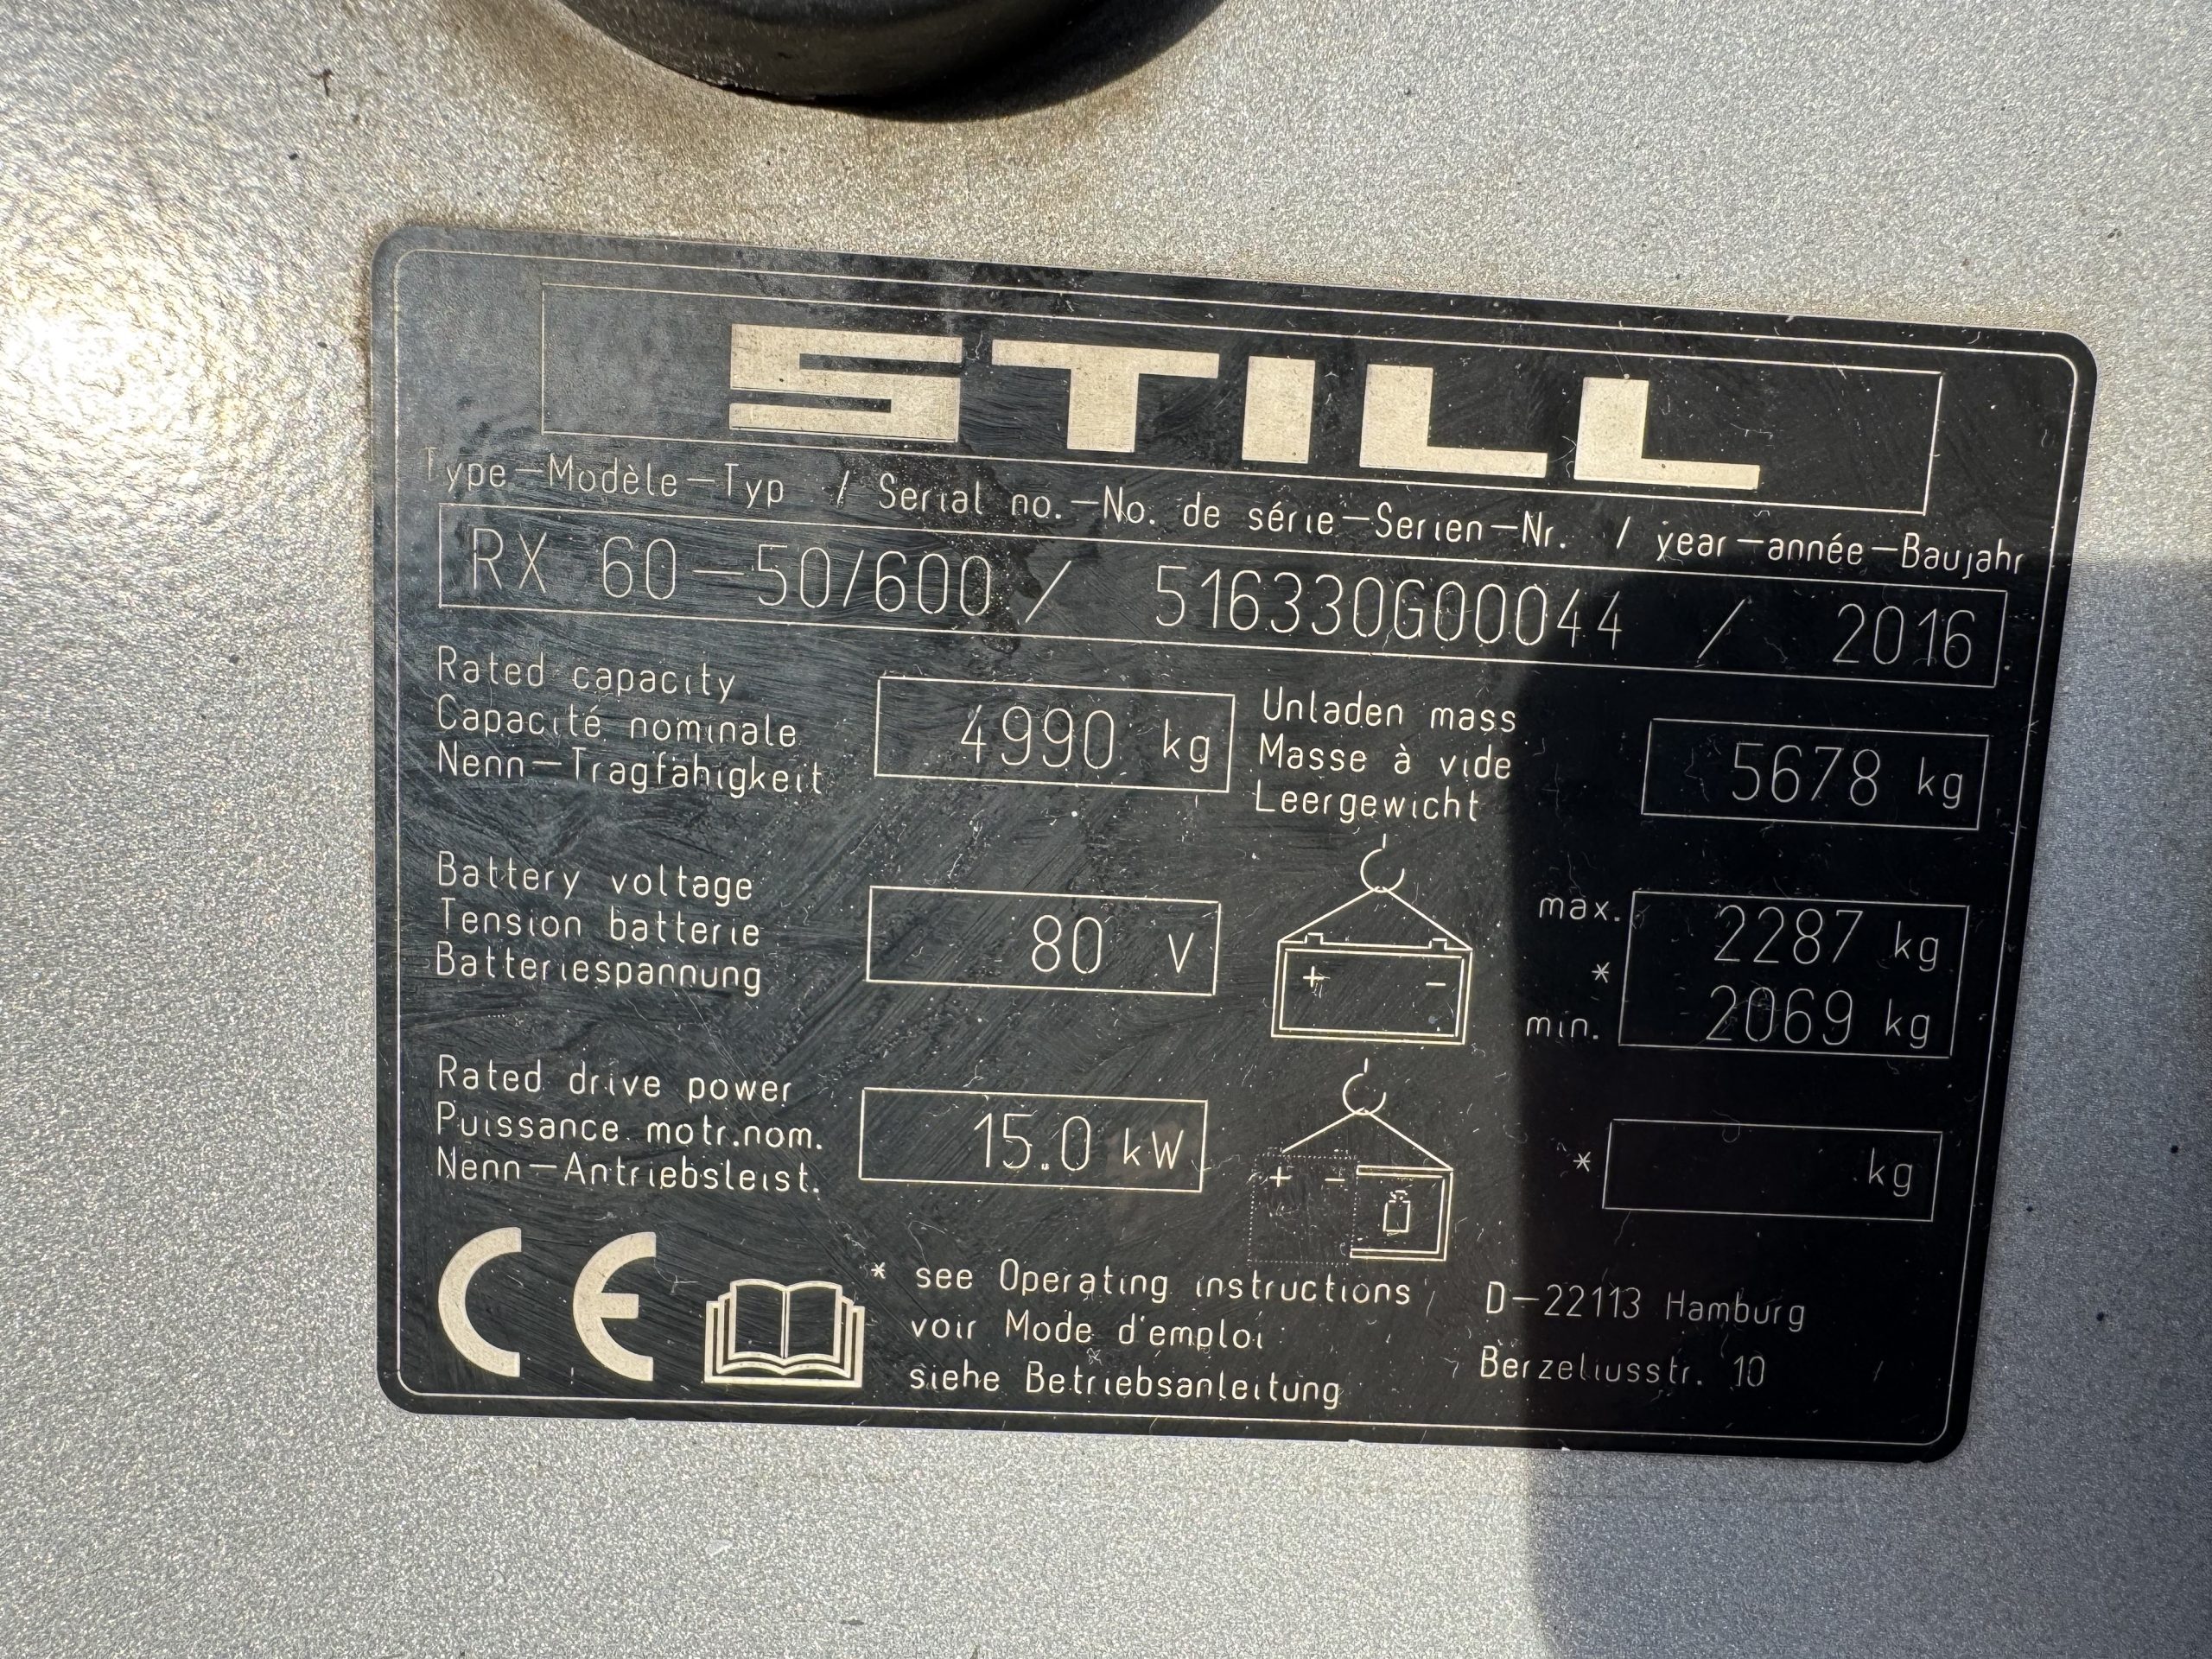 STILL
Type-Modèle-Typ / Serial no.-No. de série-Serien-Nr. / year-année-Baujahr
RX 60-50/600 / 516330G00044 / 2016
Rated capacity
Capacité nominale
Nenn-Tragfähigkeit
4990 kg
Unladen mass
Masse à vide
Leergewicht
5678 kg
Battery voltage
Tension batterie
Batteriespannung
80 V
+ -
max. 2287 kg
*
min. 2069 kg
Rated drive power
Puissance motr.nom.
Nenn-Antriebsleist.
15.0 kW
+ -
* kg
CE
* see Operating instructions
voir Mode d'emploi
siehe Betriebsanleitung
D-22113 Hamburg
Berzeliusstr. 10